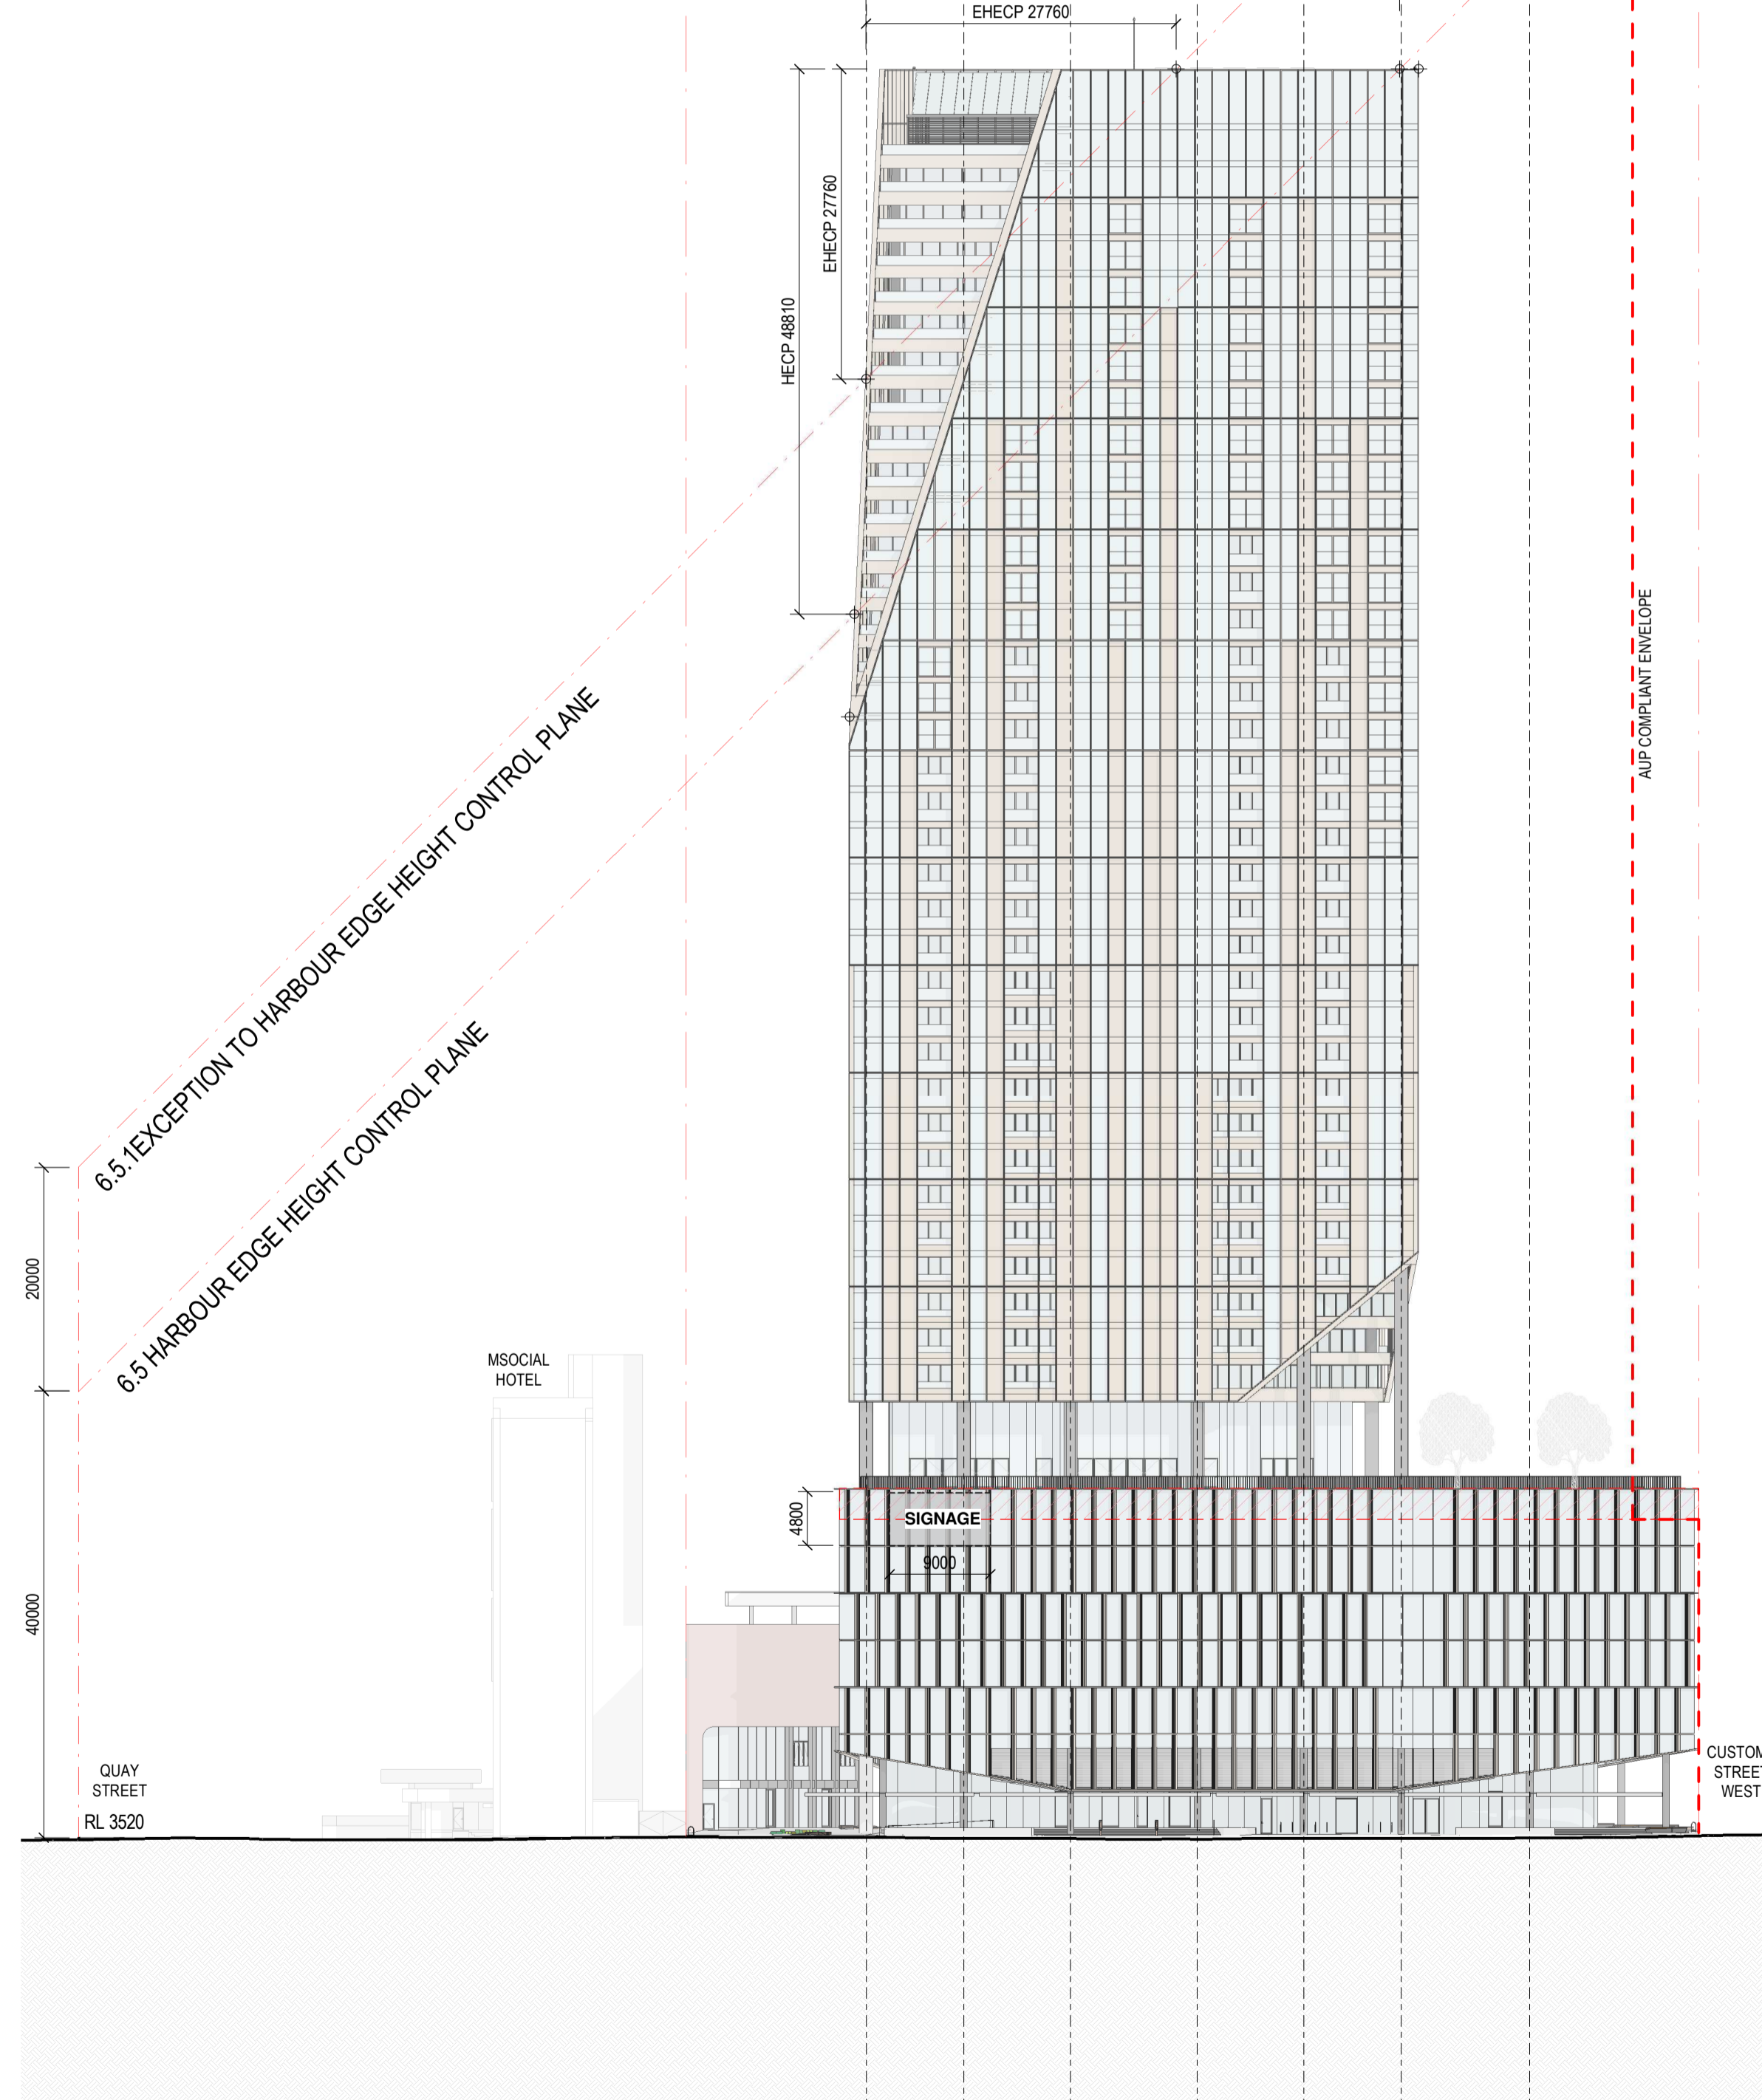 EHECP 27760
EHECP 27760
HECP 48810
AUP COMPLIANT ENVELOPE
6.5.1EXCEPTION TO HARBOUR EDGE HEIGHT CONTROL PLANE
6.5 HARBOUR EDGE HEIGHT CONTROL PLANE
20000
MSOCIAL
HOTEL
4800
SIGNAGE
9000
40000
QUAY
STREET
RL 3520
CUSTOM
STREET
WEST